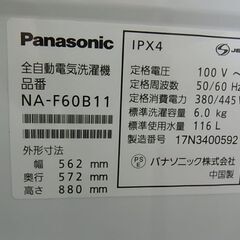 Panasonic
全自動電気洗濯機
品番
NA-F60B11
外形寸法
幅 562 mm
奥行 572 mm
高さ 880 mm
IPX4
定格電圧 100 V～
定格周波数 50/60 H
定格消費電力 380/445
標準洗濯容量 6.0 kg
標準使用水量 116 L
製造番号 17N3400592
PSE パナソニック株式会社
中国製